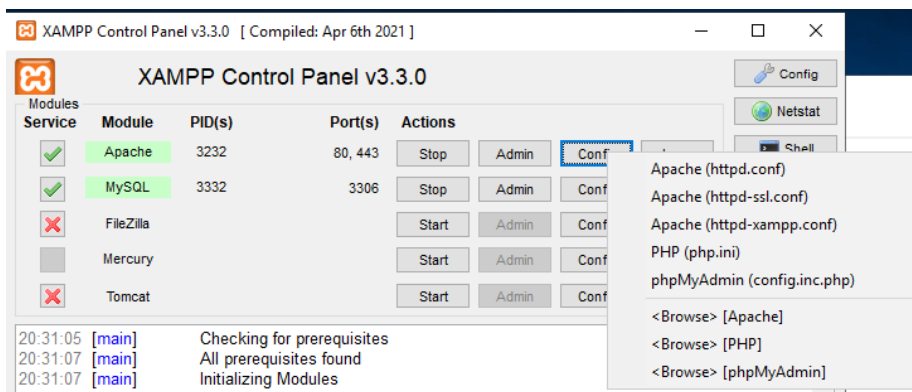 XAMPP Control Panel v3.3.0 [ Compiled: Apr 6th 2021 ]
XAMPP Control Panel v3.3.0
Config
Modules
Service Module PID(s) Port(s) Actions
Netstat
Apache 3232 80, 443 Stop Admin
Shell
MySQL 3332 3306 Stop Admin Conf
FileZilla Start Admin Conf
Mercury Start Admin Conf
Tomcat Start Admin Conf
Apache (httpd.conf)
Apache (httpd-ssl.conf)
Apache (httpd-xampp.conf)
PHP (php.ini)
phpMyAdmin (config.inc.php)
<Browse> [Apache]
<Browse> [PHP]
<Browse> [phpMyAdmin]
20:31:05 [main] Checking for prerequisites
20:31:07 [main] All prerequisites found
20:31:07 [main] Initializing Modules